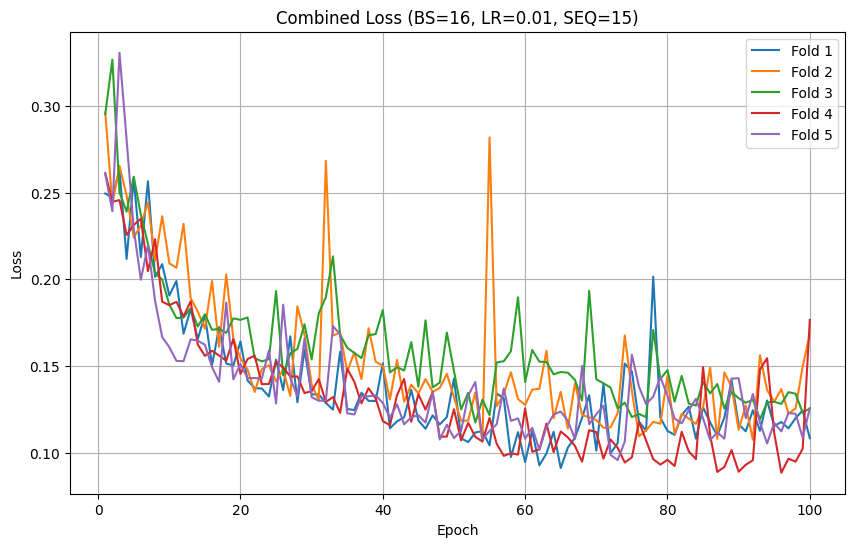 Combined Loss (BS=16, LR=0.01, SEQ=15)
Fold 1
Fold 2
Fold 3
Fold 4
Fold 5
0.30
0.25
0.20
0.15
0.10
Loss
0 20 40 60 80 100
Epoch